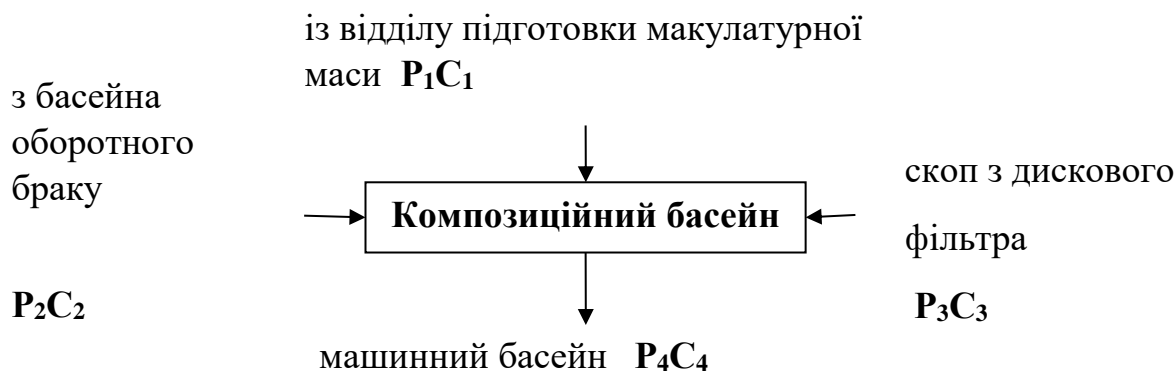 із відділу підготовки макулатурної
маси P₁C₁
з басейна
оборотного
браку
P₂C₂
Композиційний басейн
скоп з дискового
фільтра
P₃C₃
машинний басейн P₄C₄